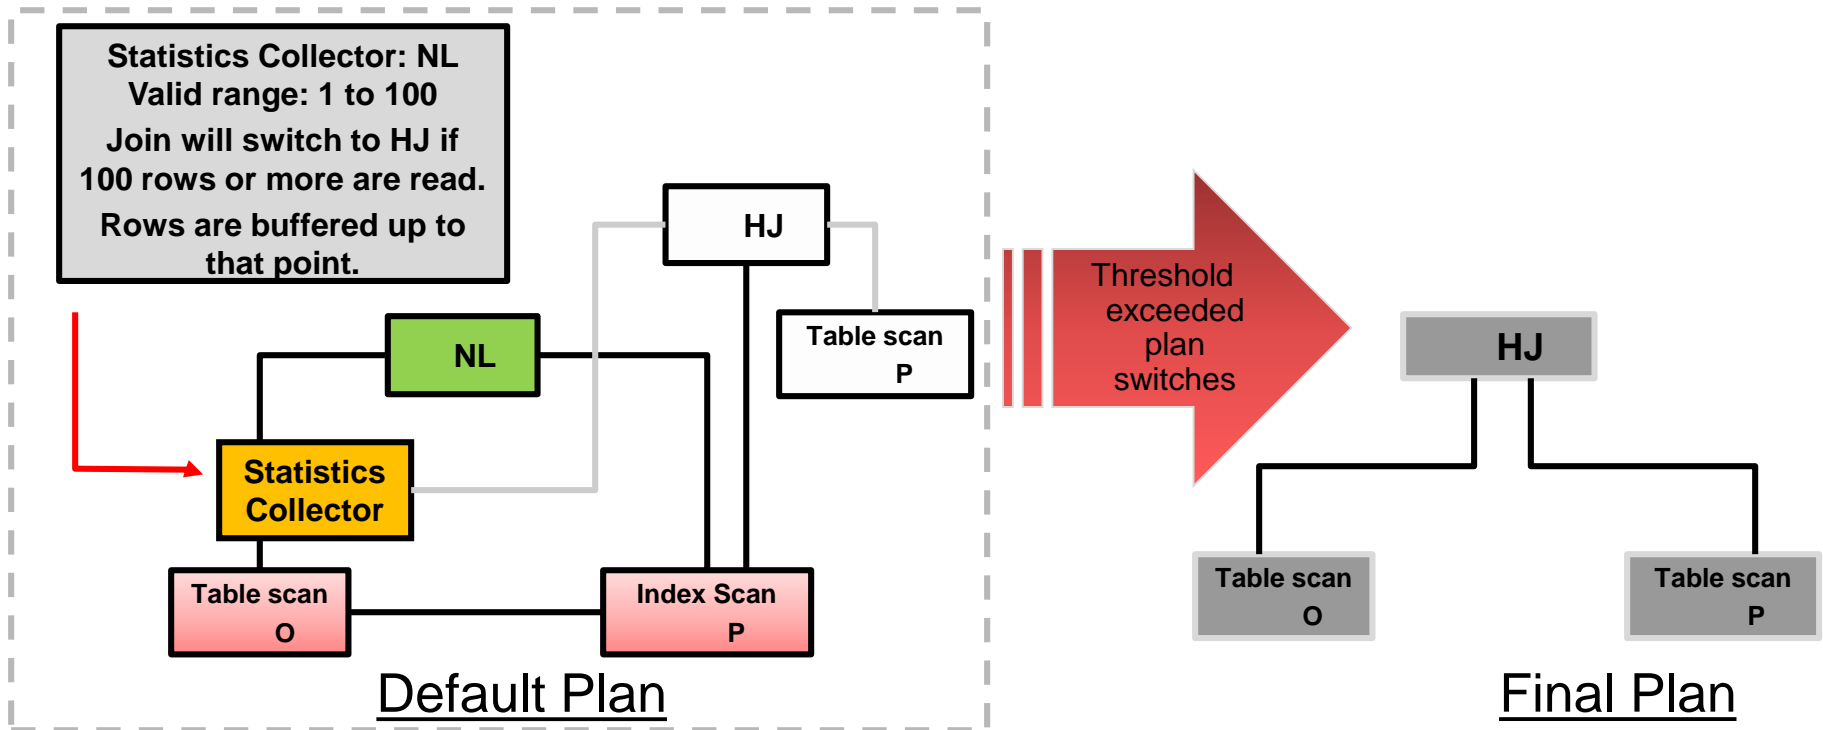 Statistics Collector: NL
Valid range: 1 to 100
Join will switch to HJ if
100 rows or more are read.
Rows are buffered up to
that point.
HJ
Table scan
P
NL
Statistics
Collector
Table scan
O
Index Scan
P
Default Plan
Threshold
exceeded
plan
switches
HJ
Table scan
O
Table scan
P
Final Plan